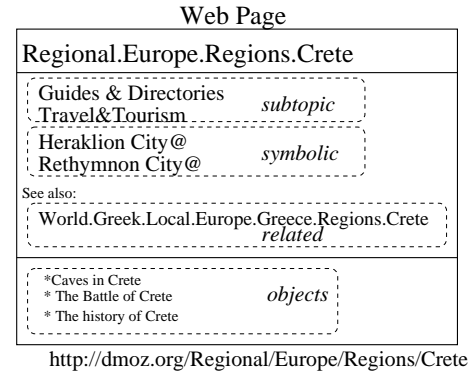 Web Page
Regional.Europe.Regions.Crete
Guides & Directories
Travel&Tourism
subtopic
Heraklion City@
Rethymnon City@
symbolic
See also:
World.Greek.Local.Europe.Greece.Regions.Crete
related
*Caves in Crete
* The Battle of Crete
* The history of Crete
objects
http://dmoz.org/Regional/Europe/Regions/Crete